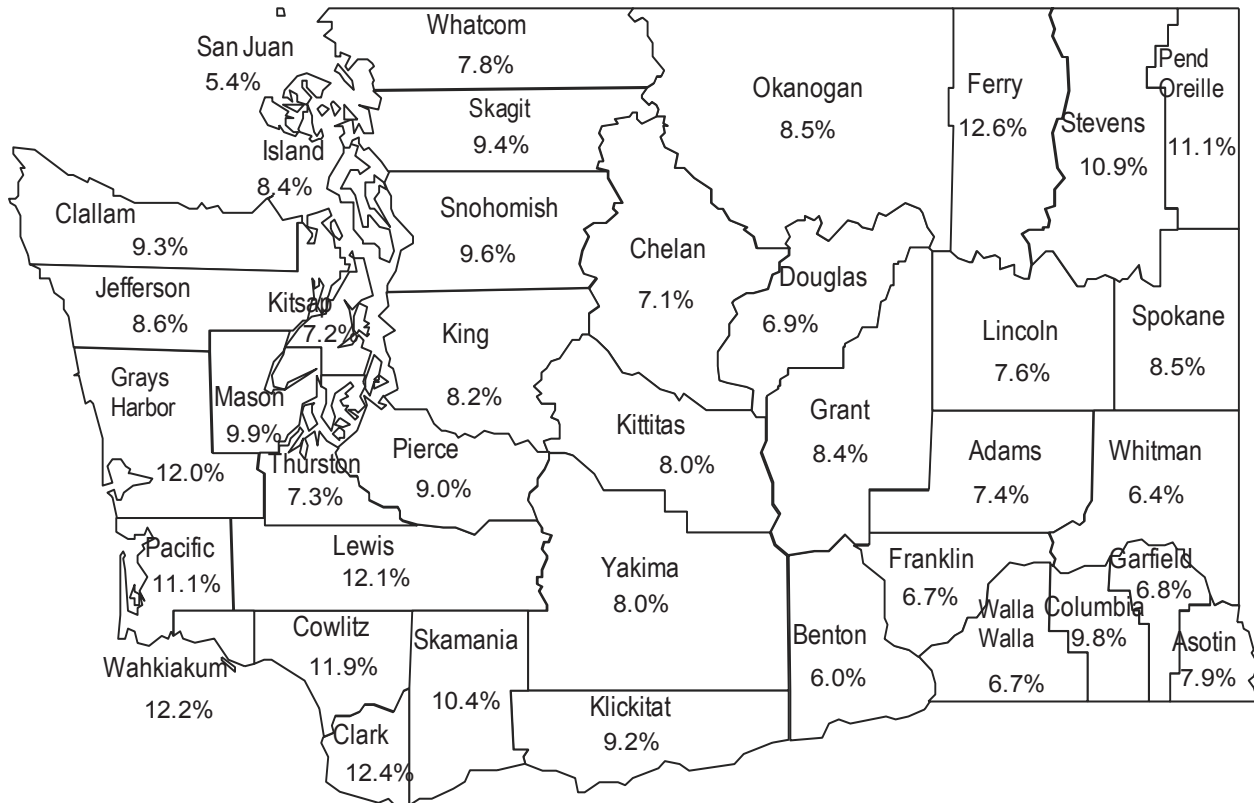 Whatcom
7.8%
San Juan
5.4%
Skagit
9.4%
Island
8.4%
Okanogan
8.5%
Ferry
12.6%
Stevens
10.9%
Pend
Oreille
11.1%
Clallam
9.3%
Snohomish
9.6%
Chelan
7.1%
Douglas
6.9%
Jefferson
8.6%
Kitsap
7.2%
King
8.2%
Lincoln
7.6%
Spokane
8.5%
Grays
Harbor
12.0%
Mason
9.9%
Kittitas
8.0%
Grant
8.4%
Thurston
7.3%
Pierce
9.0%
Adams
7.4%
Whitman
6.4%
Pacific
11.1%
Lewis
12.1%
Yakima
8.0%
Franklin
6.7%
Garfield
6.8%
Walla
Walla
6.7%
Columbia
9.8%
Asotin
7.9%
Wahkiakum
12.2%
Cowlitz
11.9%
Skamania
10.4%
Benton
6.0%
Klickitat
9.2%
Clark
12.4%